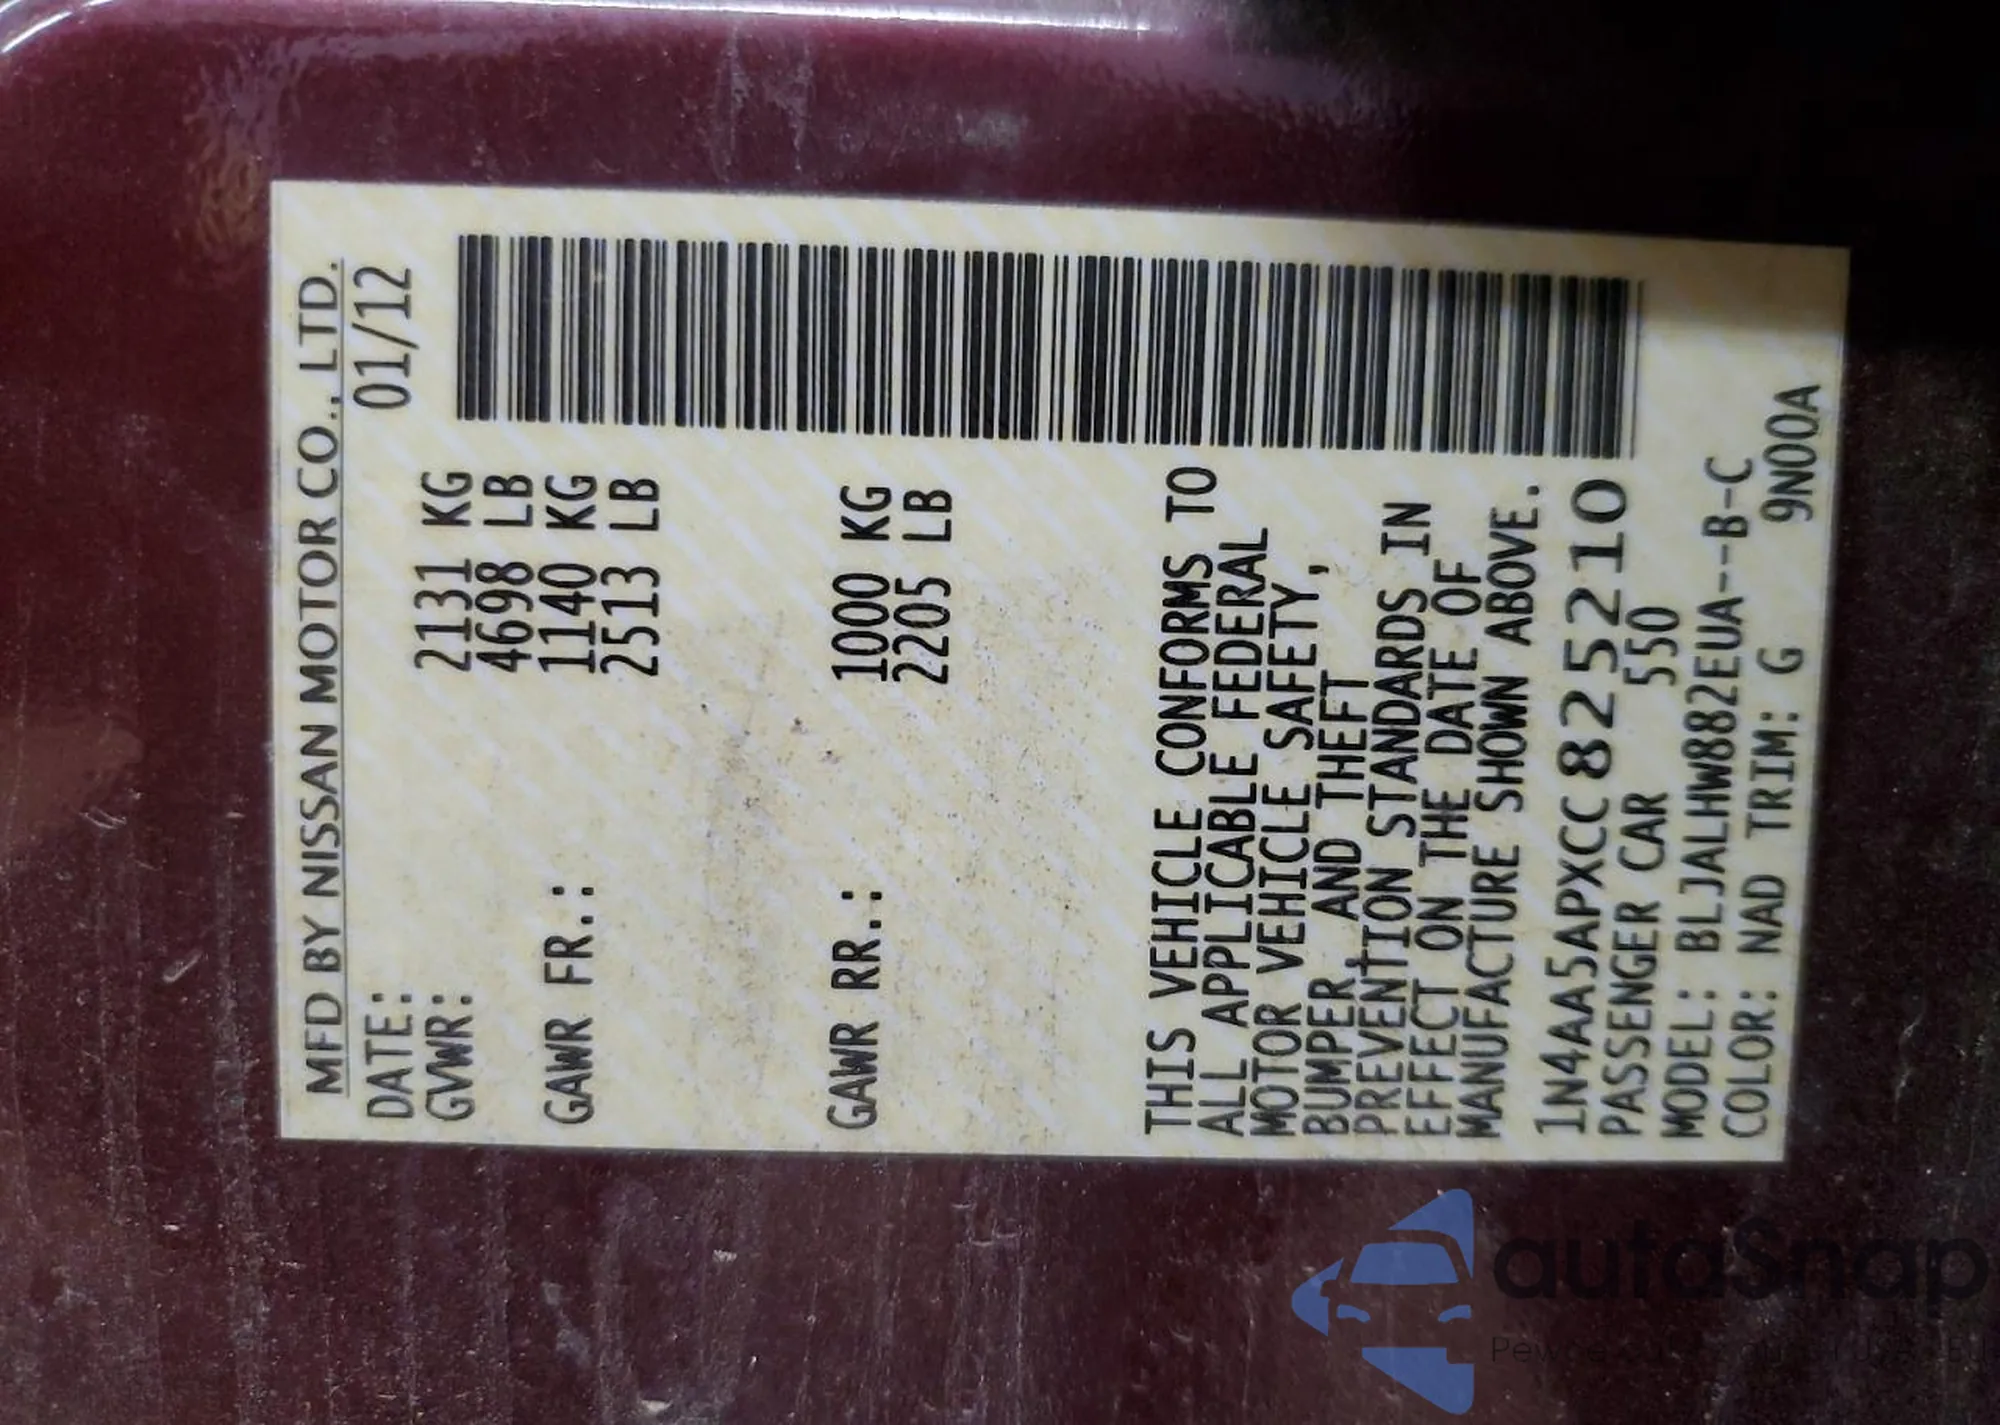 MFD BY NISSAN MOTOR CO., LTD.
DATE: 01/12
GVWR: 2131 KG
4698 LB
GAWR FR.: 1140 KG
2513 LB
GAWR RR.: 1000 KG
2205 LB
THIS VEHICLE CONFORMS TO
ALL APPLICABLE FEDERAL
MOTOR VEHICLE SAFETY,
BUMPER, AND THEFT
PREVENTION STANDARDS IN
EFFECT ON THE DATE OF
MANUFACTURE SHOWN ABOVE.
1N4AA5APXCC825210
PASSENGER CAR 550
MODEL: BLJALHW882EUA--B-C
COLOR: NAD TRIM: G 9N00A
autaSnap